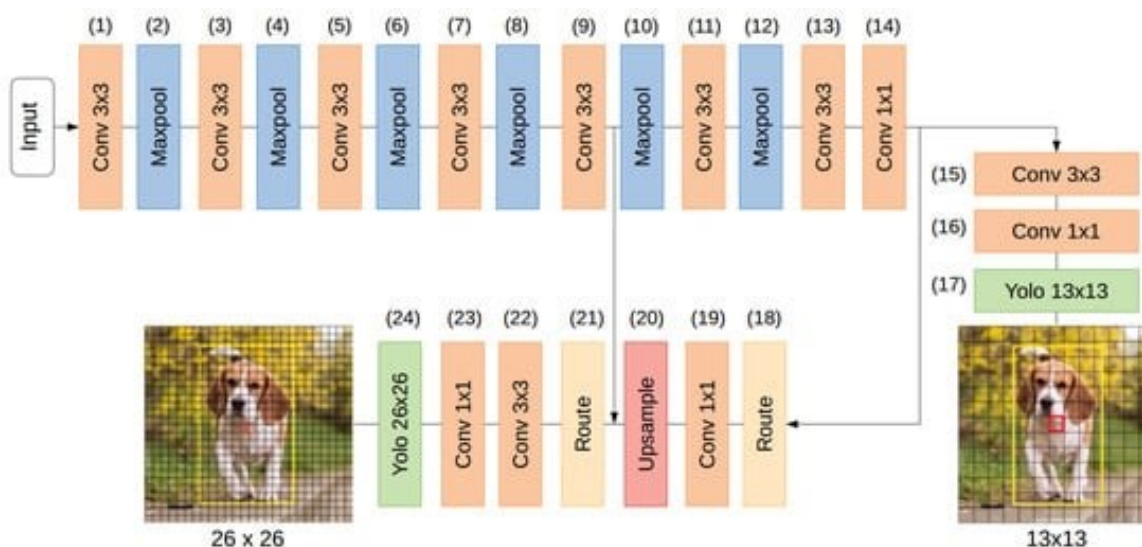 (1) (2) (3) (4) (5) (6) (7) (8) (9) (10) (11) (12) (13) (14)
Input
Conv 3x3
Maxpool
Conv 3x3
Maxpool
Conv 3x3
Maxpool
Conv 3x3
Maxpool
Conv 3x3
Maxpool
Conv 3x3
Maxpool
Conv 3x3
Conv 1x1
(15) Conv 3x3
(16) Conv 1x1
(17) Yolo 13x13
(24) (23) (22) (21) (20) (19) (18)
Yolo 26x26
Conv 1x1
Conv 3x3
Route
Upsample
Conv 1x1
Route
26 x 26
13x13